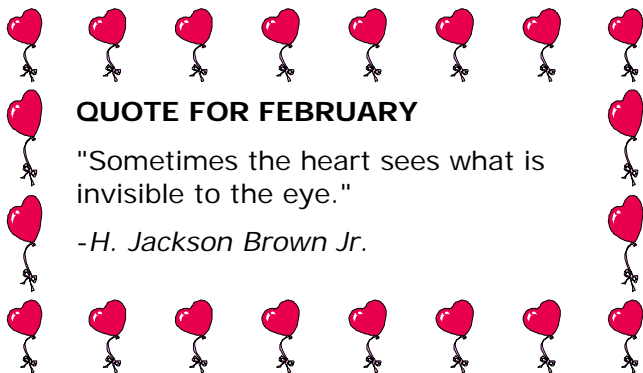 QUOTE FOR FEBRUARY
"Sometimes the heart sees what is
invisible to the eye."
-H. Jackson Brown Jr.